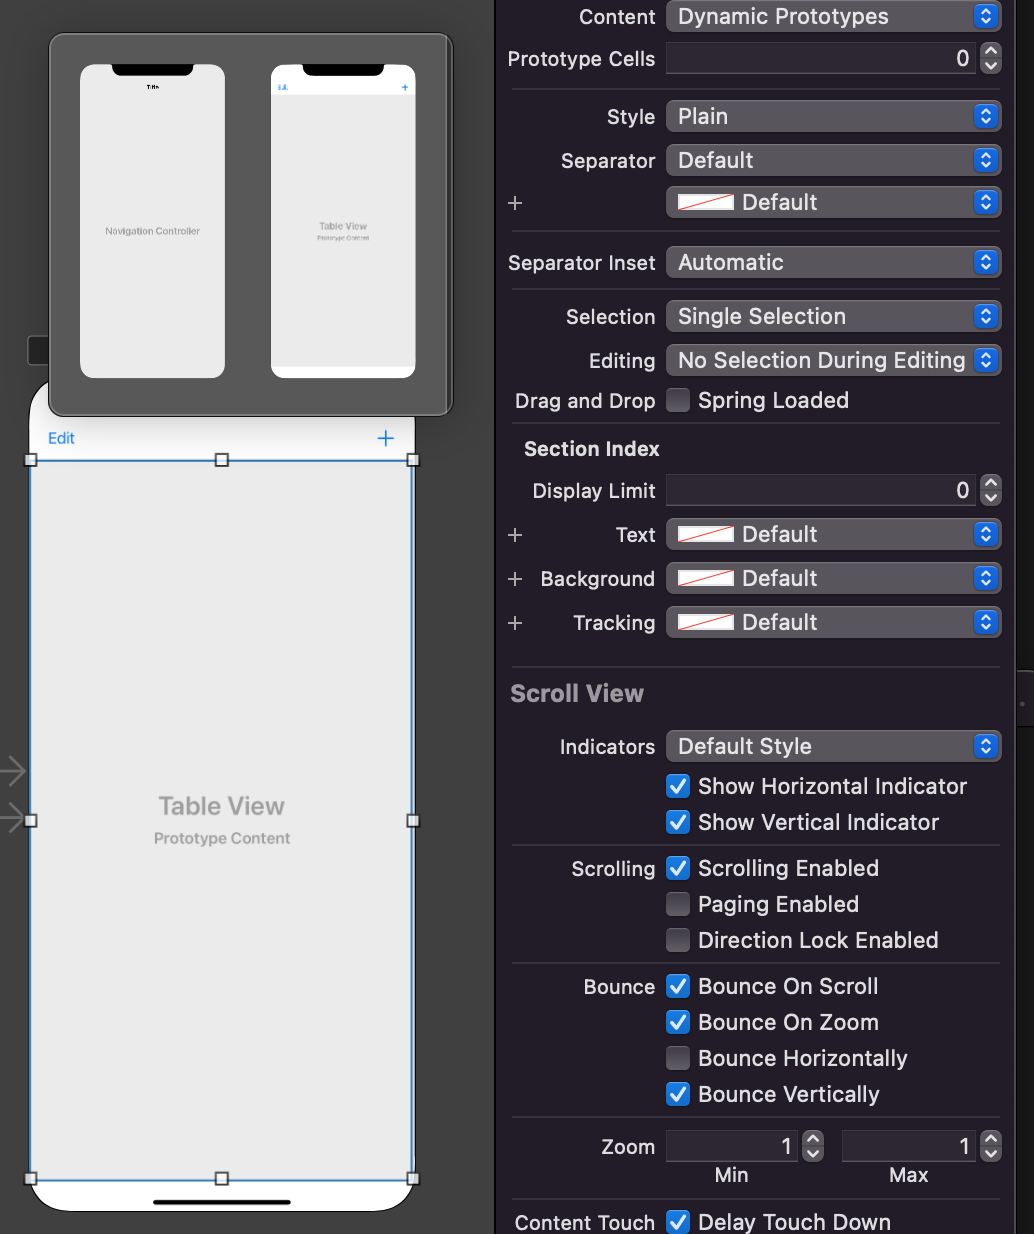 Title
Navigation Controller
Edit
+
Table View
Prototype Content
Edit
+
Table View
Prototype Content
Content Dynamic Prototypes
Prototype Cells 0
Style Plain
Separator Default
+ Default
Separator Inset Automatic
Selection Single Selection
Editing No Selection During Editing
Drag and Drop Spring Loaded
Section Index
Display Limit 0
+ Text Default
+ Background Default
+ Tracking Default
Scroll View
Indicators Default Style
Show Horizontal Indicator
Show Vertical Indicator
Scrolling Scrolling Enabled
Paging Enabled
Direction Lock Enabled
Bounce Bounce On Scroll
Bounce On Zoom
Bounce Horizontally
Bounce Vertically
Zoom 1 1
Min Max
Content Touch Delay Touch Down